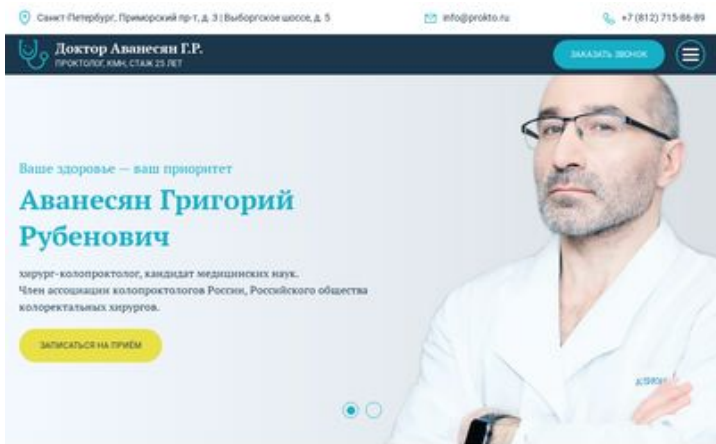 Санкт-Петербург, Приморский пр-т, д. 3 | Выборгское шоссе, д. 5
info@prokto.ru
+7 (812) 715-86-89
Доктор Аванесян Г.Р.
ПРОКТОЛОГ, КМН, СТАЖ 25 ЛЕТ
ЗАКАЗАТЬ ЗВОНОК
Ваше здоровье — ваш приоритет
Аванесян Григорий
Рубенович
хирург-колопроктолог, кандидат медицинских наук.
Член ассоциации колопроктологов России, Российского общества
колоректальных хирургов.
ЗАПИСАТЬСЯ НА ПРИЁМ